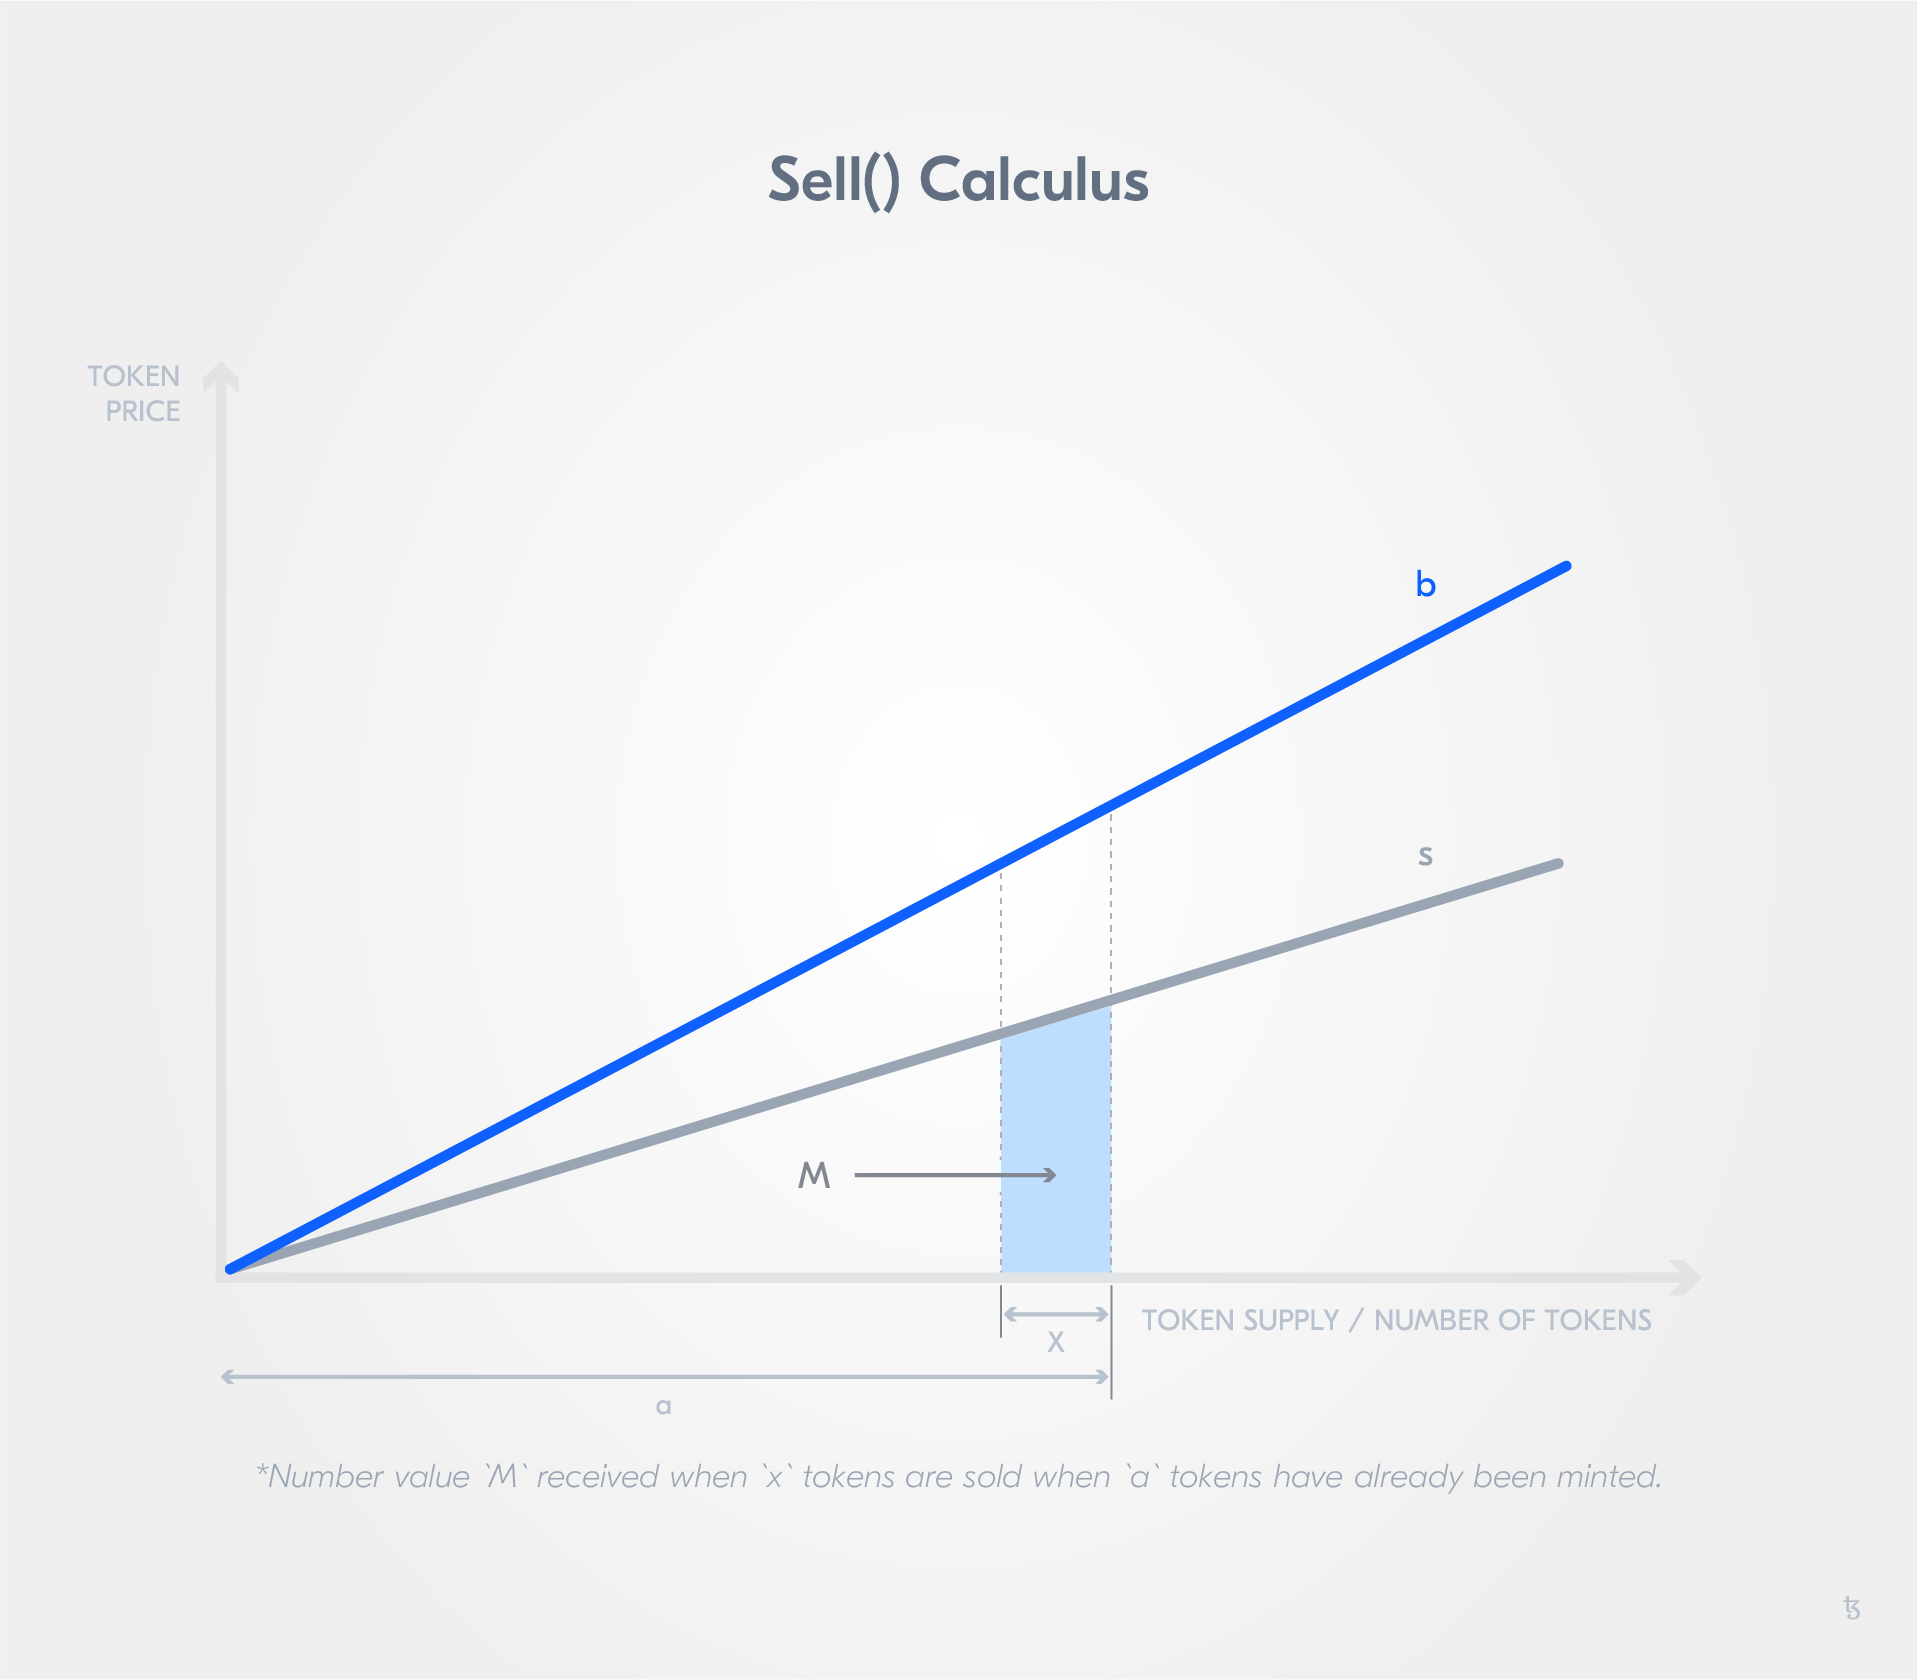 Sell() Calculus
TOKEN
PRICE
b
s
M
TOKEN SUPPLY / NUMBER OF TOKENS
X
a
*Number value `M` received when `x` tokens are sold when `a` tokens have already been minted.
ꜩ